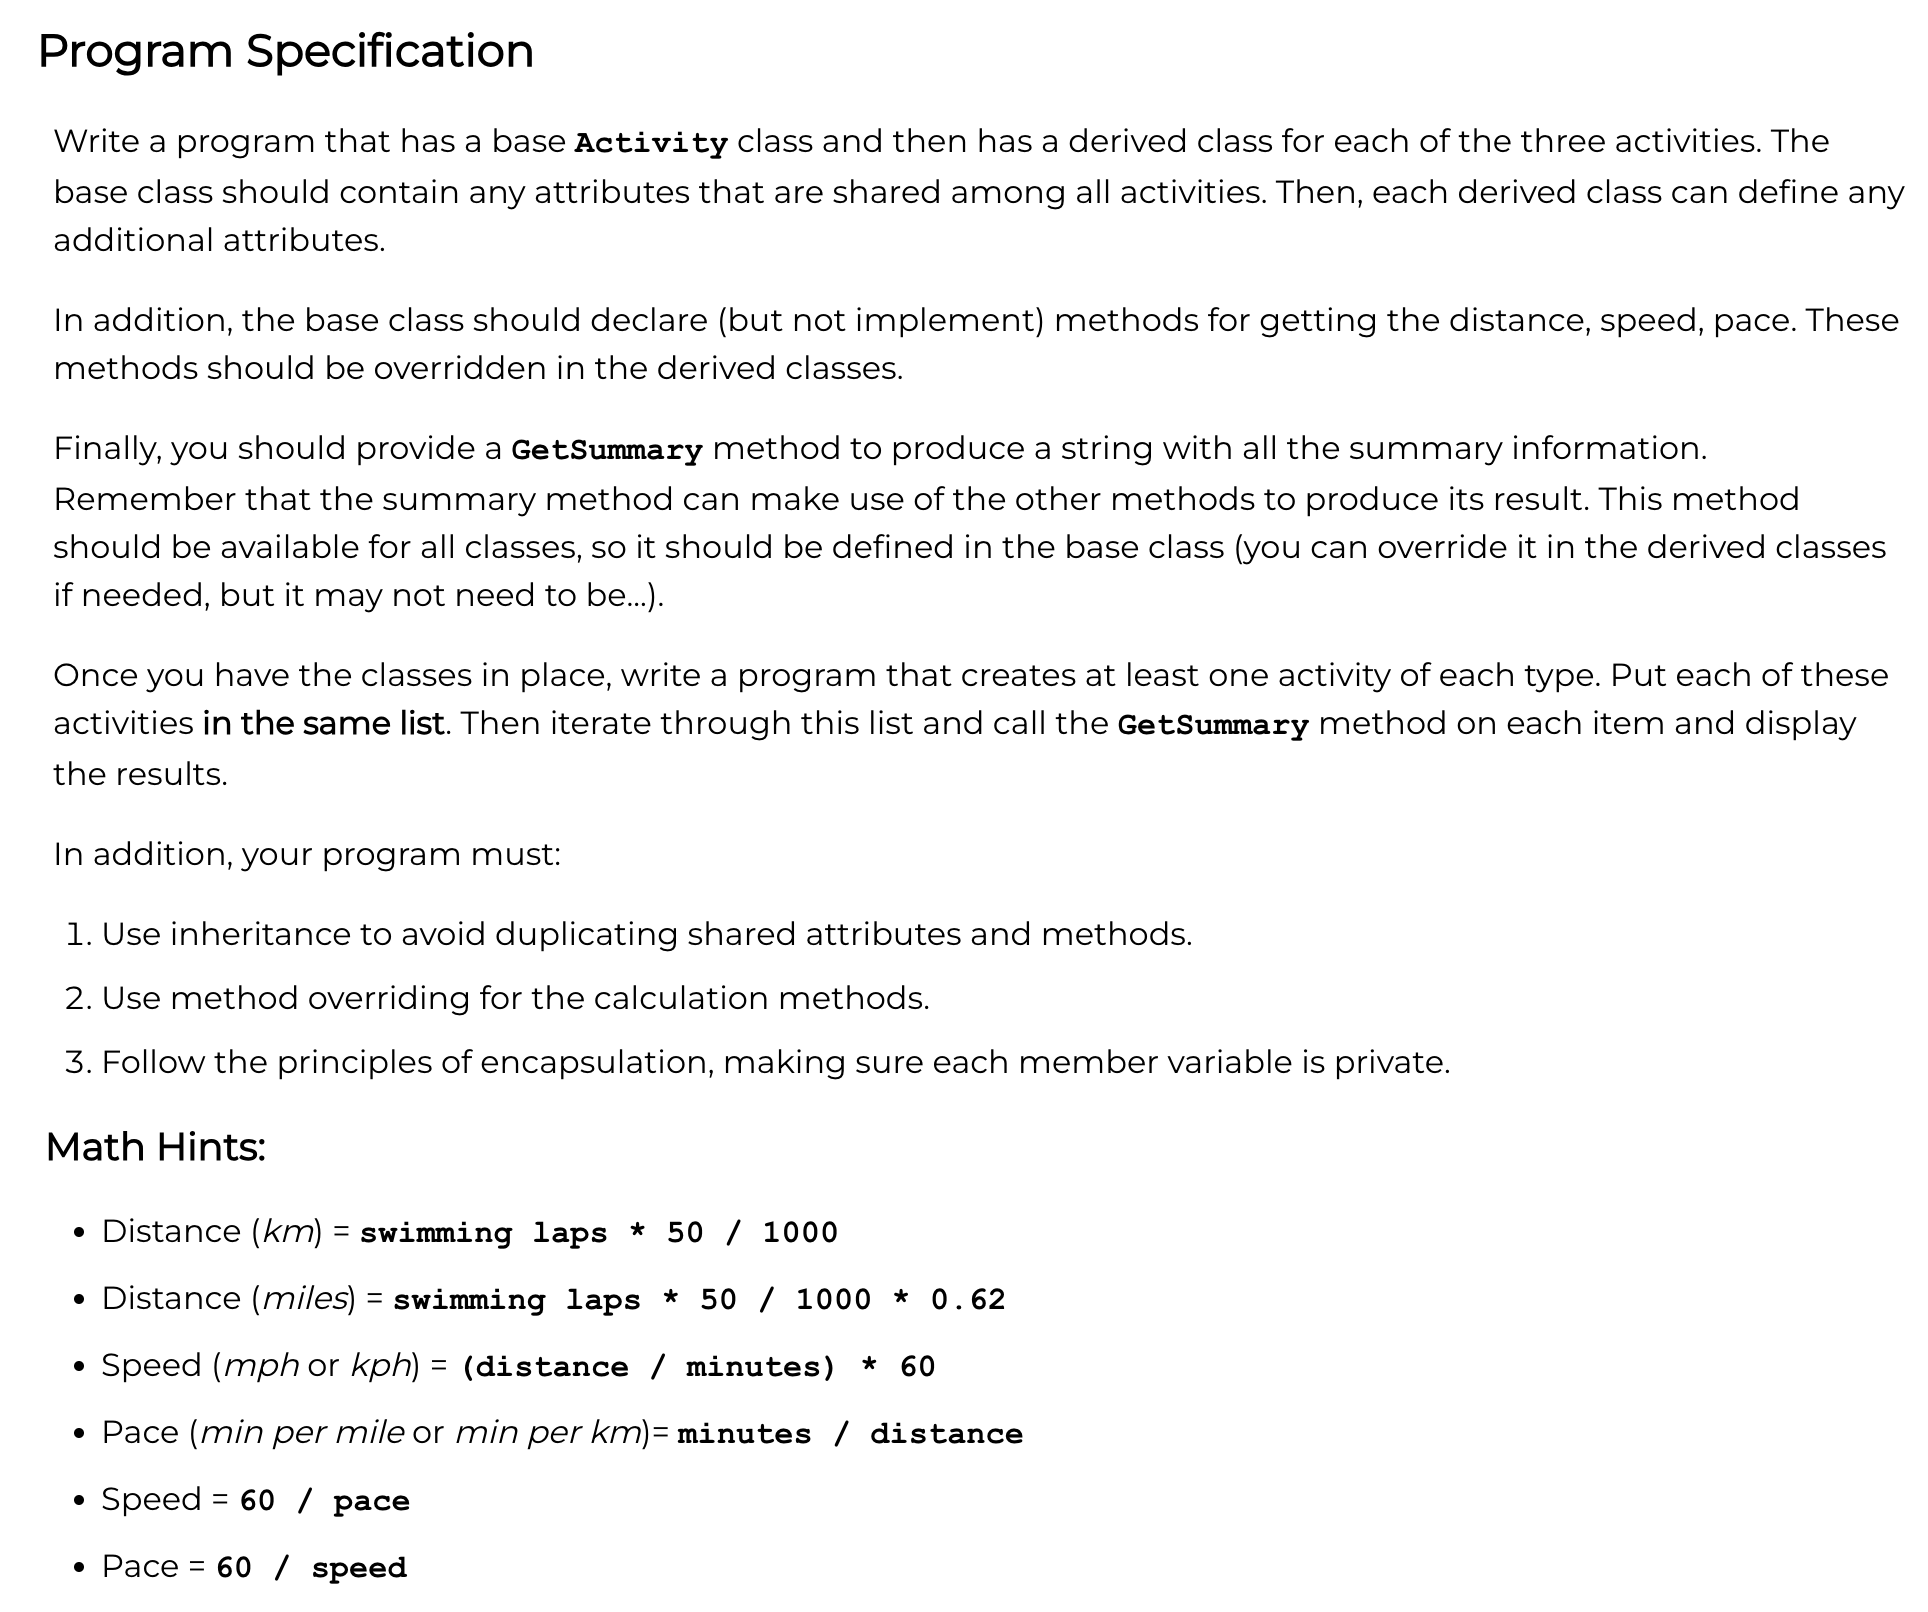 Program Specification
Write a program that has a base Activity class and then has a derived class for each of the three activities. The
base class should contain any attributes that are shared among all activities. Then, each derived class can define any
additional attributes.
In addition, the base class should declare (but not implement) methods for getting the distance, speed, pace. These
methods should be overridden in the derived classes.
Finally, you should provide a GetSummary method to produce a string with all the summary information.
Remember that the summary method can make use of the other methods to produce its result. This method
should be available for all classes, so it should be defined in the base class (you can override it in the derived classes
if needed, but it may not need to be...).
Once you have the classes in place, write a program that creates at least one activity of each type. Put each of these
activities in the same list. Then iterate through this list and call the GetSummary method on each item and display
the results.
In addition, your program must:
1. Use inheritance to avoid duplicating shared attributes and methods.
2. Use method overriding for the calculation methods.
3. Follow the principles of encapsulation, making sure each member variable is private.
Math Hints:
• Distance (km) = swimming laps * 50 / 1000
• Distance (miles) = swimming laps * 50 / 1000 * 0.62
• Speed (mph or kph) = (distance / minutes) * 60
• Pace (min per mile or min per km)= minutes / distance
• Speed = 60 / pace
• Pace = 60 / speed